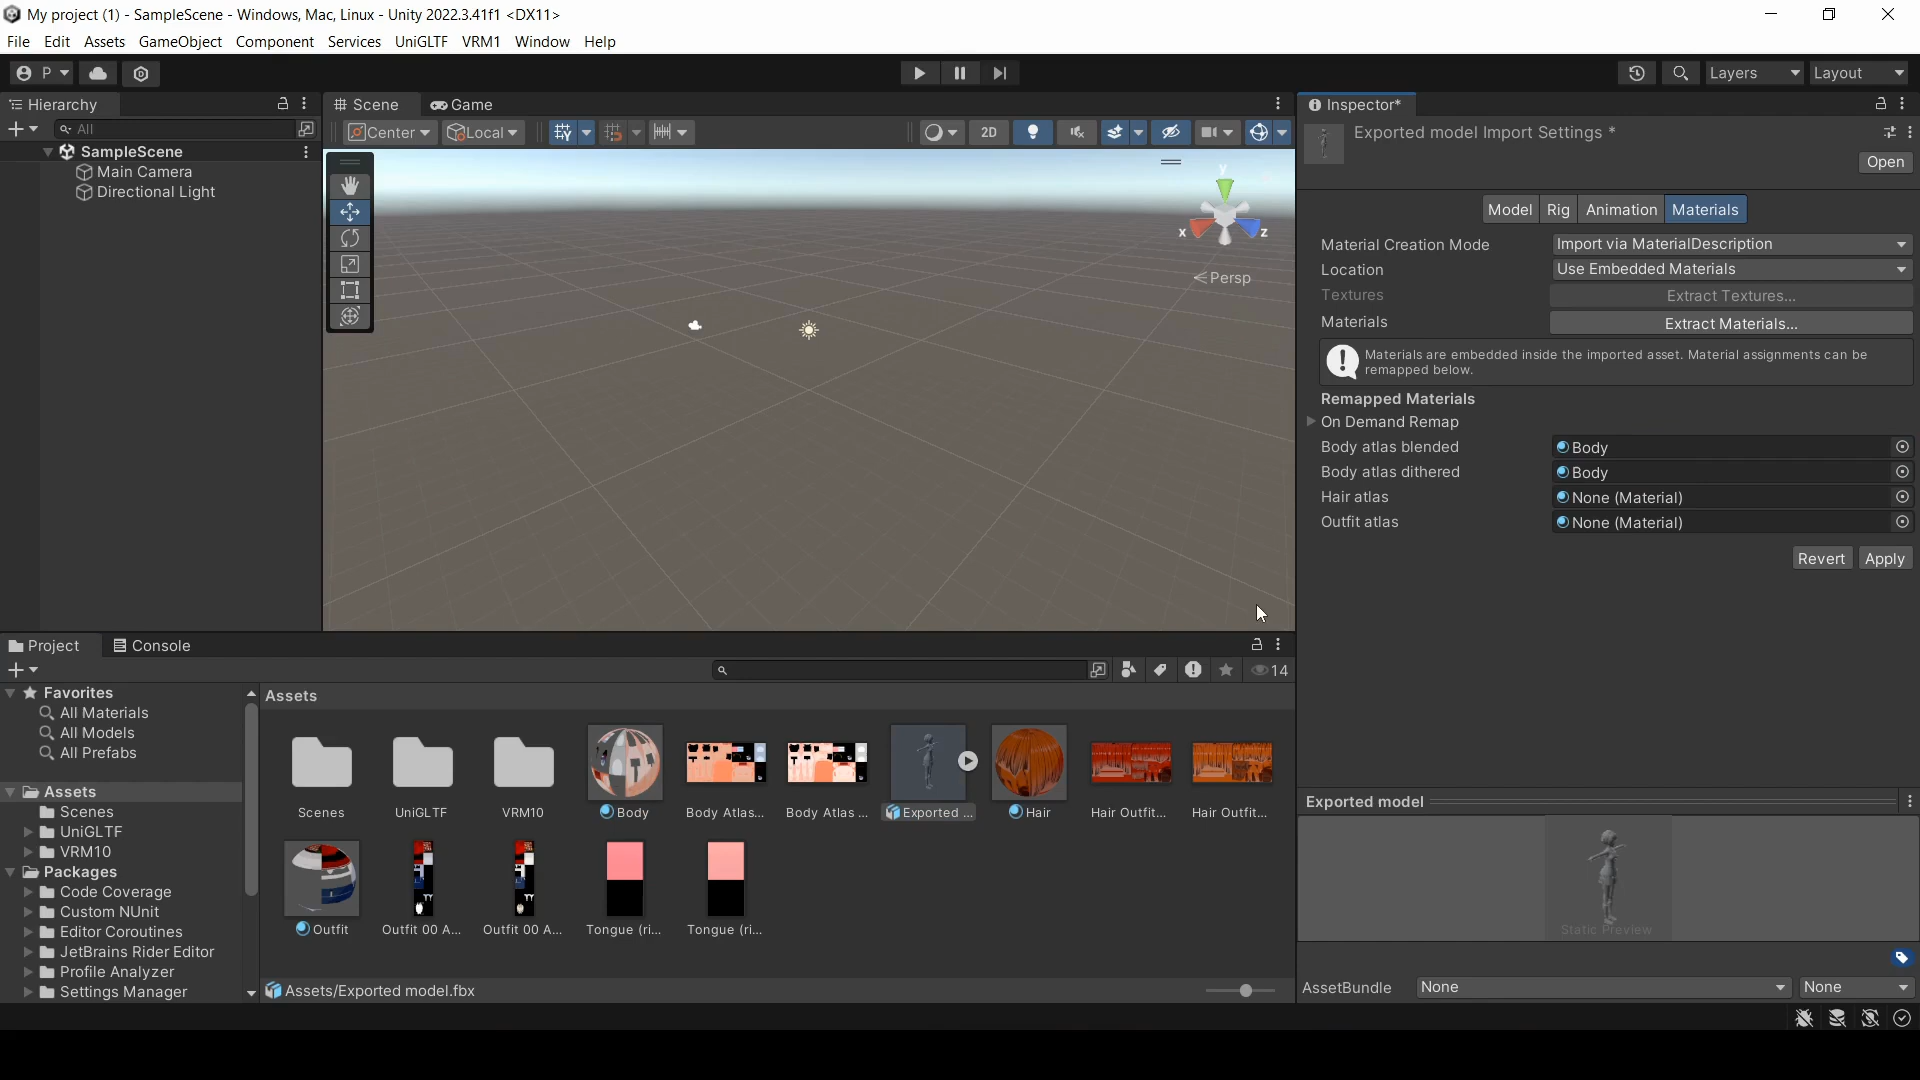 My project (1) - SampleScene - Windows, Mac, Linux - Unity 2022.3.41f1 <DX11>
File Edit Assets GameObject Component Services UniGLTF VRM1 Window Help
P Layers Layout
Hierarchy
All
SampleScene
Main Camera
Directional Light
Scene Game
Center Local 2D
y
x z
Persp
Inspector*
Exported model Import Settings *
Open
Model Rig Animation Materials
Material Creation Mode Import via MaterialDescription
Location Use Embedded Materials
Textures Extract Textures...
Materials Extract Materials...
Materials are embedded inside the imported asset. Material assignments can be
remapped below.
Remapped Materials
On Demand Remap
Body atlas blended Body
Body atlas dithered Body
Hair atlas None (Material)
Outfit atlas None (Material)
Revert Apply
Project Console
14
Favorites
All Materials
All Models
All Prefabs
Assets
Scenes
UniGLTF
VRM10
Packages
Code Coverage
Custom NUnit
Editor Coroutines
JetBrains Rider Editor
Profile Analyzer
Settings Manager
Assets
Scenes UniGLTF VRM10 Body Body Atlas... Body Atlas ... Exported ... Hair Hair Outfit... Hair Outfit...
Outfit Outfit 00 A... Outfit 00 A... Tongue (ri... Tongue (ri...
Assets/Exported model.fbx
Exported model
Static Preview
AssetBundle None None